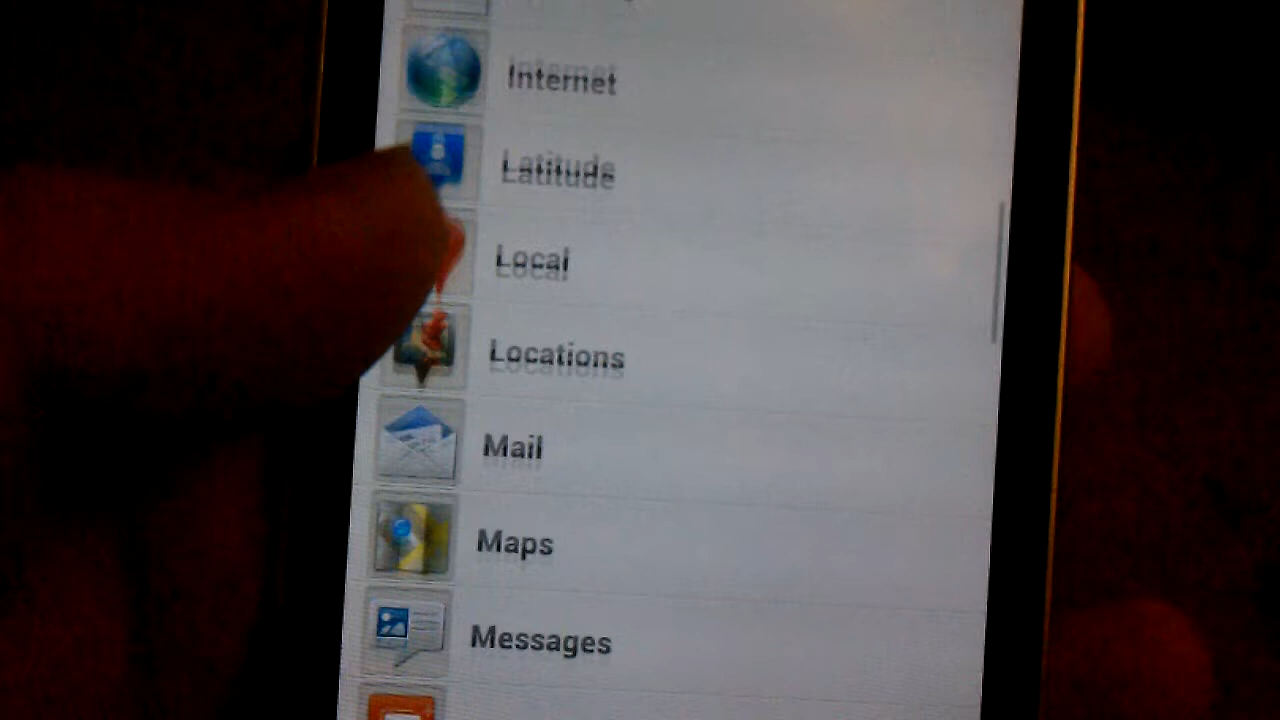 Internet
Latitude
Local
Locations
Mail
Maps
Messages